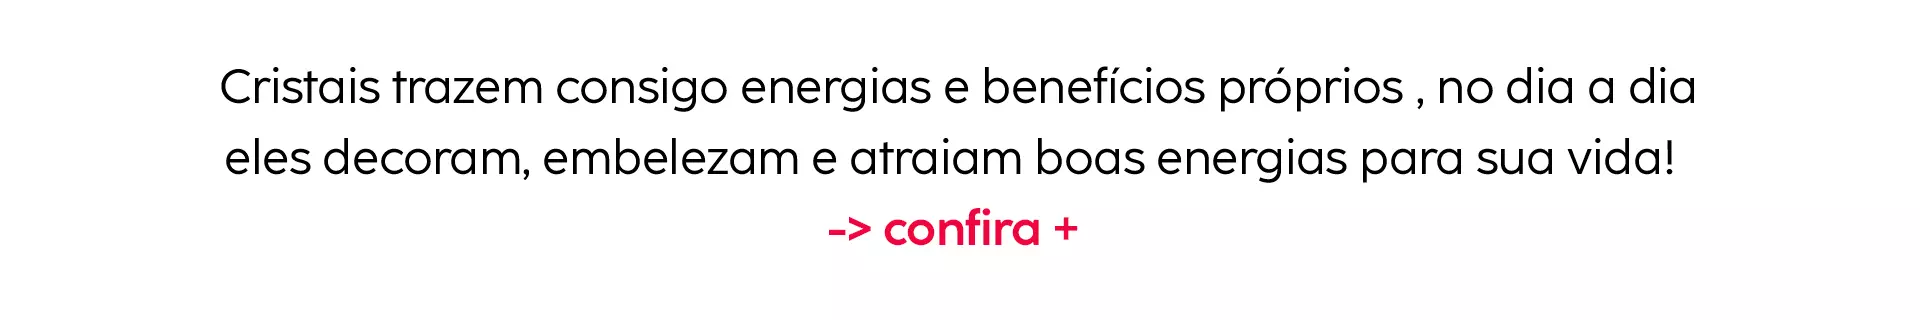 Cristais trazem consigo energias e benefícios próprios , no dia a dia
eles decoram, embelezam e atraiam boas energias para sua vida!
-> confira +